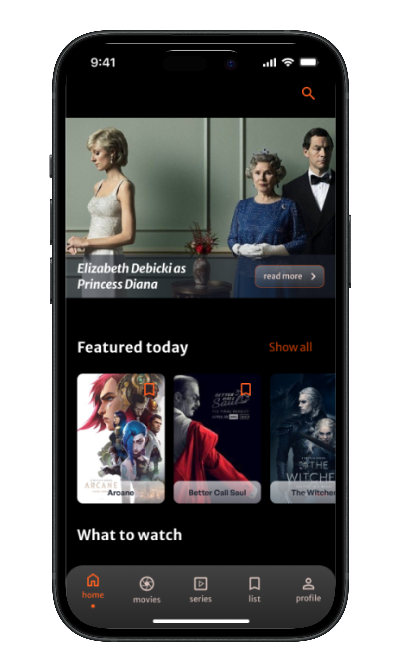 9:41
Elizabeth Debicki as
Princess Diana
read more
Featured today
Show all
ARCANE
Saul
THE
WITCHER
Arcane
Better Call Saul
The Witcher
What to watch
home
movies
series
list
profile